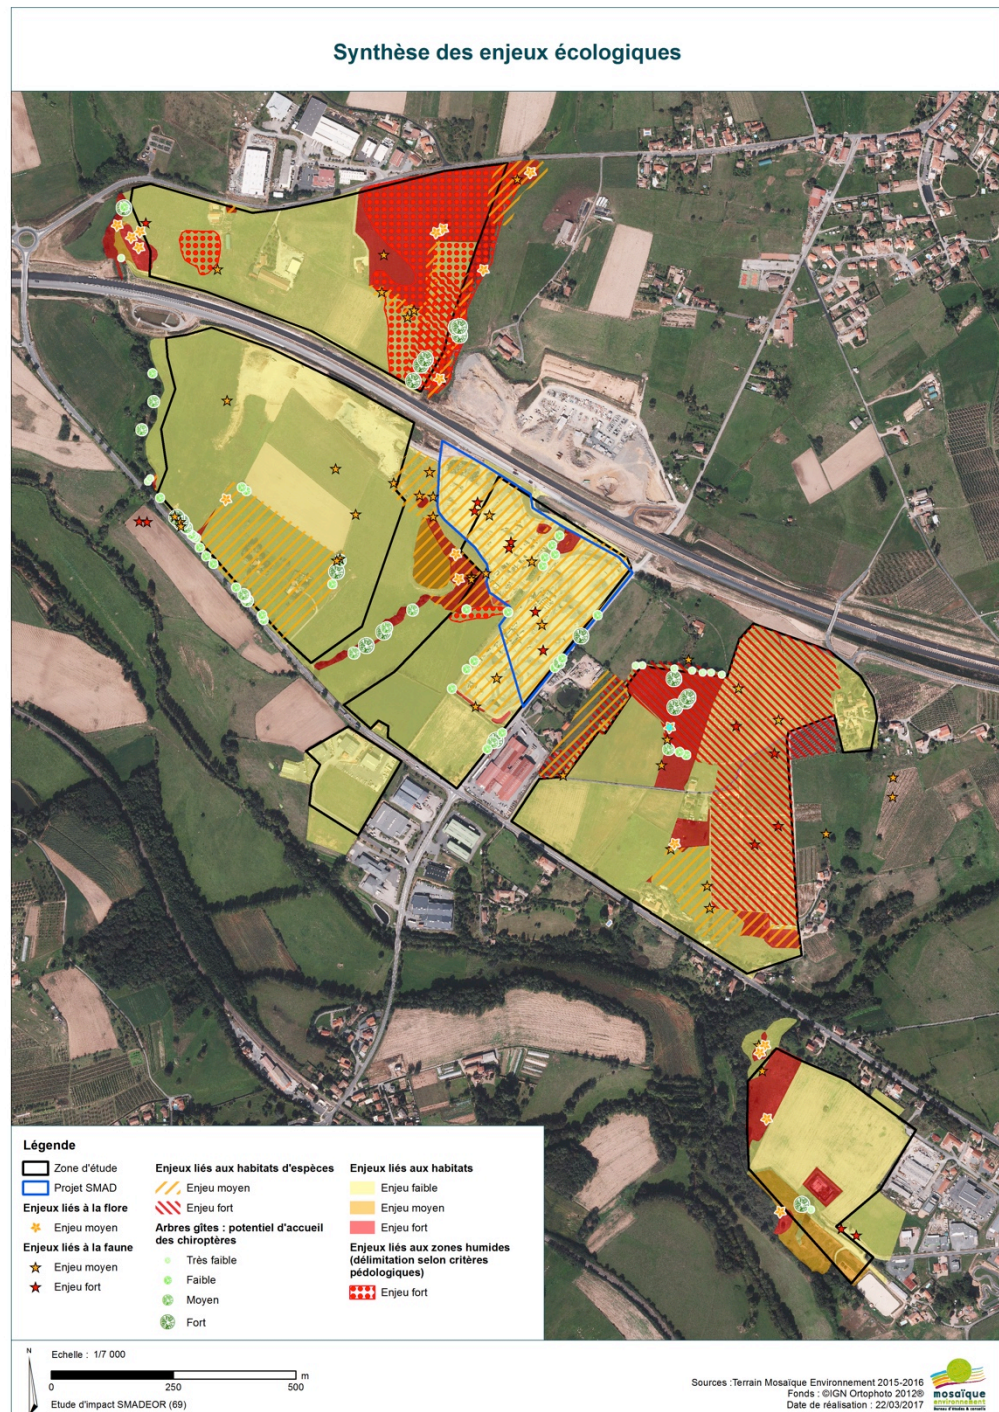 Synthèse des enjeux écologiques
Légende
Zone d'étude
Projet SMAD
Enjeux liés à la flore
Enjeu moyen
Enjeux liés à la faune
Enjeu moyen
Enjeu fort
Enjeux liés aux habitats d'espèces
Enjeu moyen
Enjeu fort
Arbres gîtes : potentiel d'accueil
des chiroptères
Très faible
Faible
Moyen
Fort
Enjeux liés aux habitats
Enjeu faible
Enjeu moyen
Enjeu fort
Enjeux liés aux zones humides
(délimitation selon critères
pédologiques)
Enjeu fort
N
Echelle : 1/7 000
m
0 250 500
Etude d'impact SMADEOR (69)
Sources :Terrain Mosaïque Environnement 2015-2016
Fonds : ©IGN Ortophoto 2012®
Date de réalisation : 22/03/2017
mosaïque
environnement
Bureau d'études & conseils